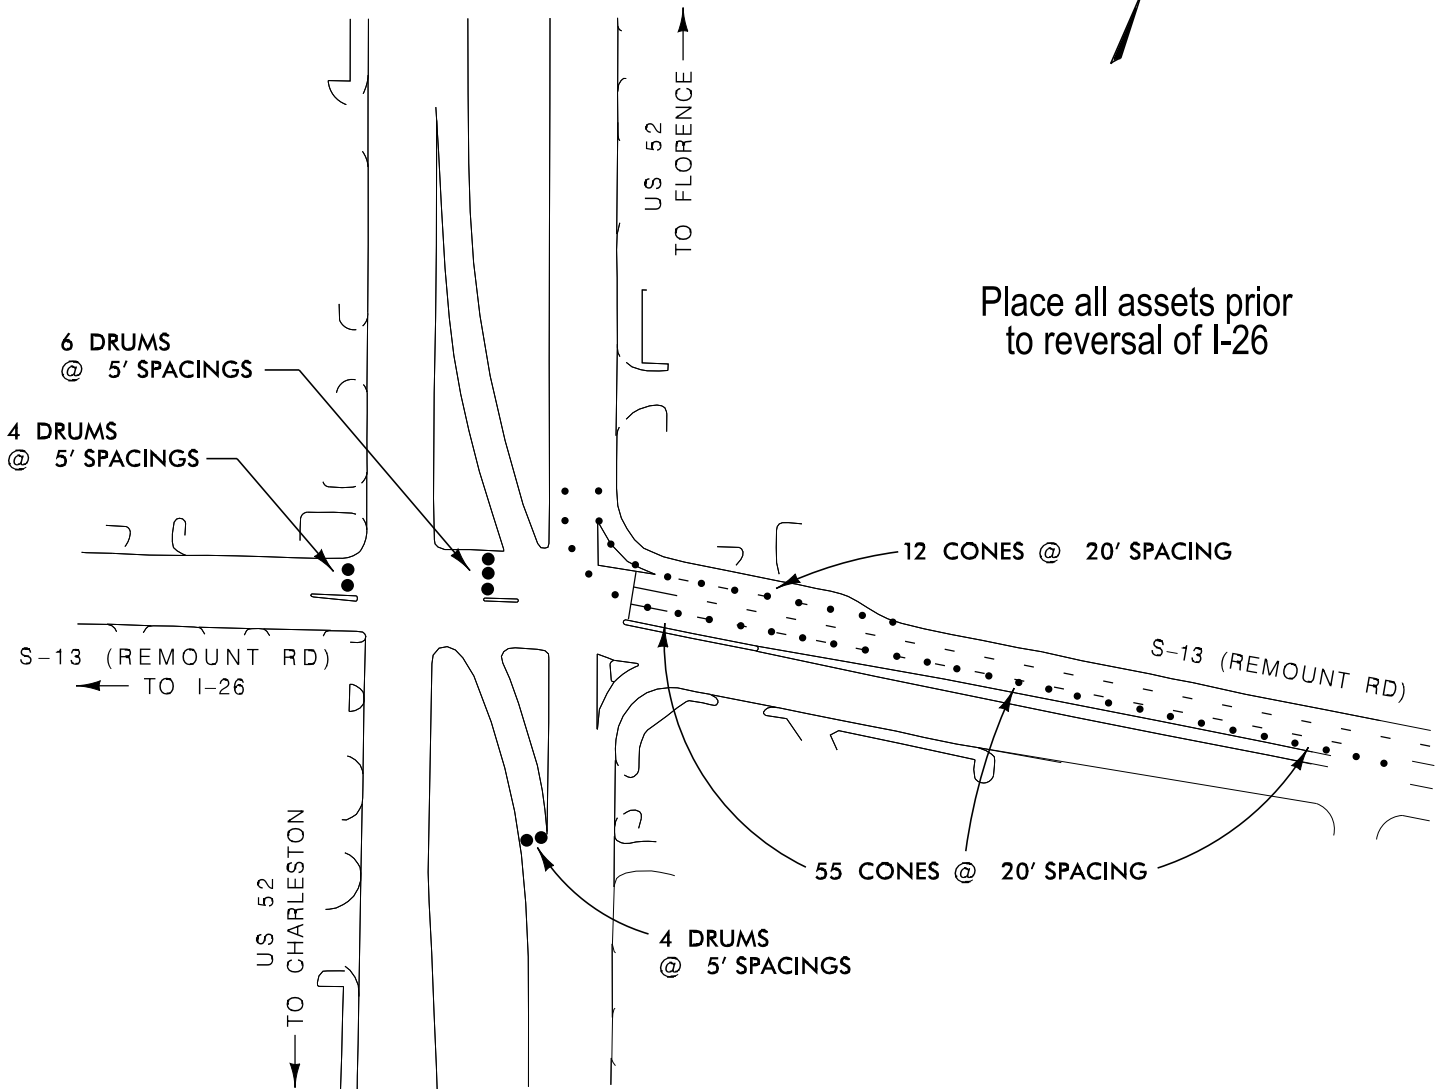 US 52
TO FLORENCE
Place all assets prior
to reversal of I-26
6 DRUMS
@ 5' SPACINGS
4 DRUMS
@ 5' SPACINGS
12 CONES @ 20' SPACING
S-13 (REMOUNT RD)
TO I-26
S-13 (REMOUNT RD)
55 CONES @ 20' SPACING
4 DRUMS
@ 5' SPACINGS
US 52
TO CHARLESTON